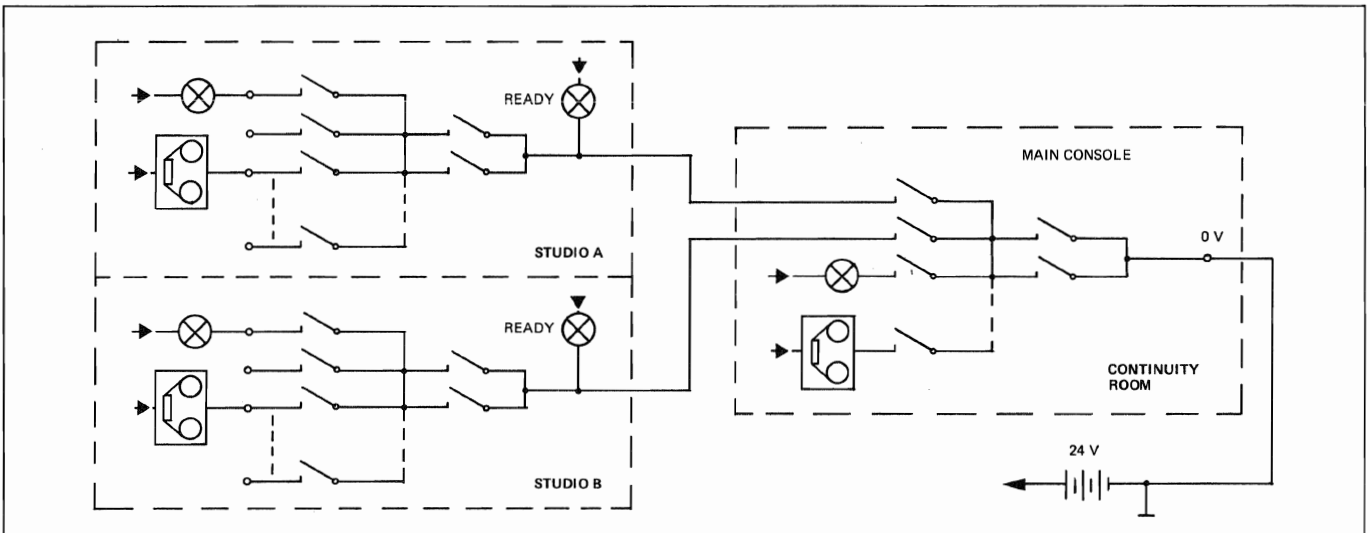 READY
STUDIO A
READY
STUDIO B
MAIN CONSOLE
0 V
CONTINUITY
ROOM
24 V